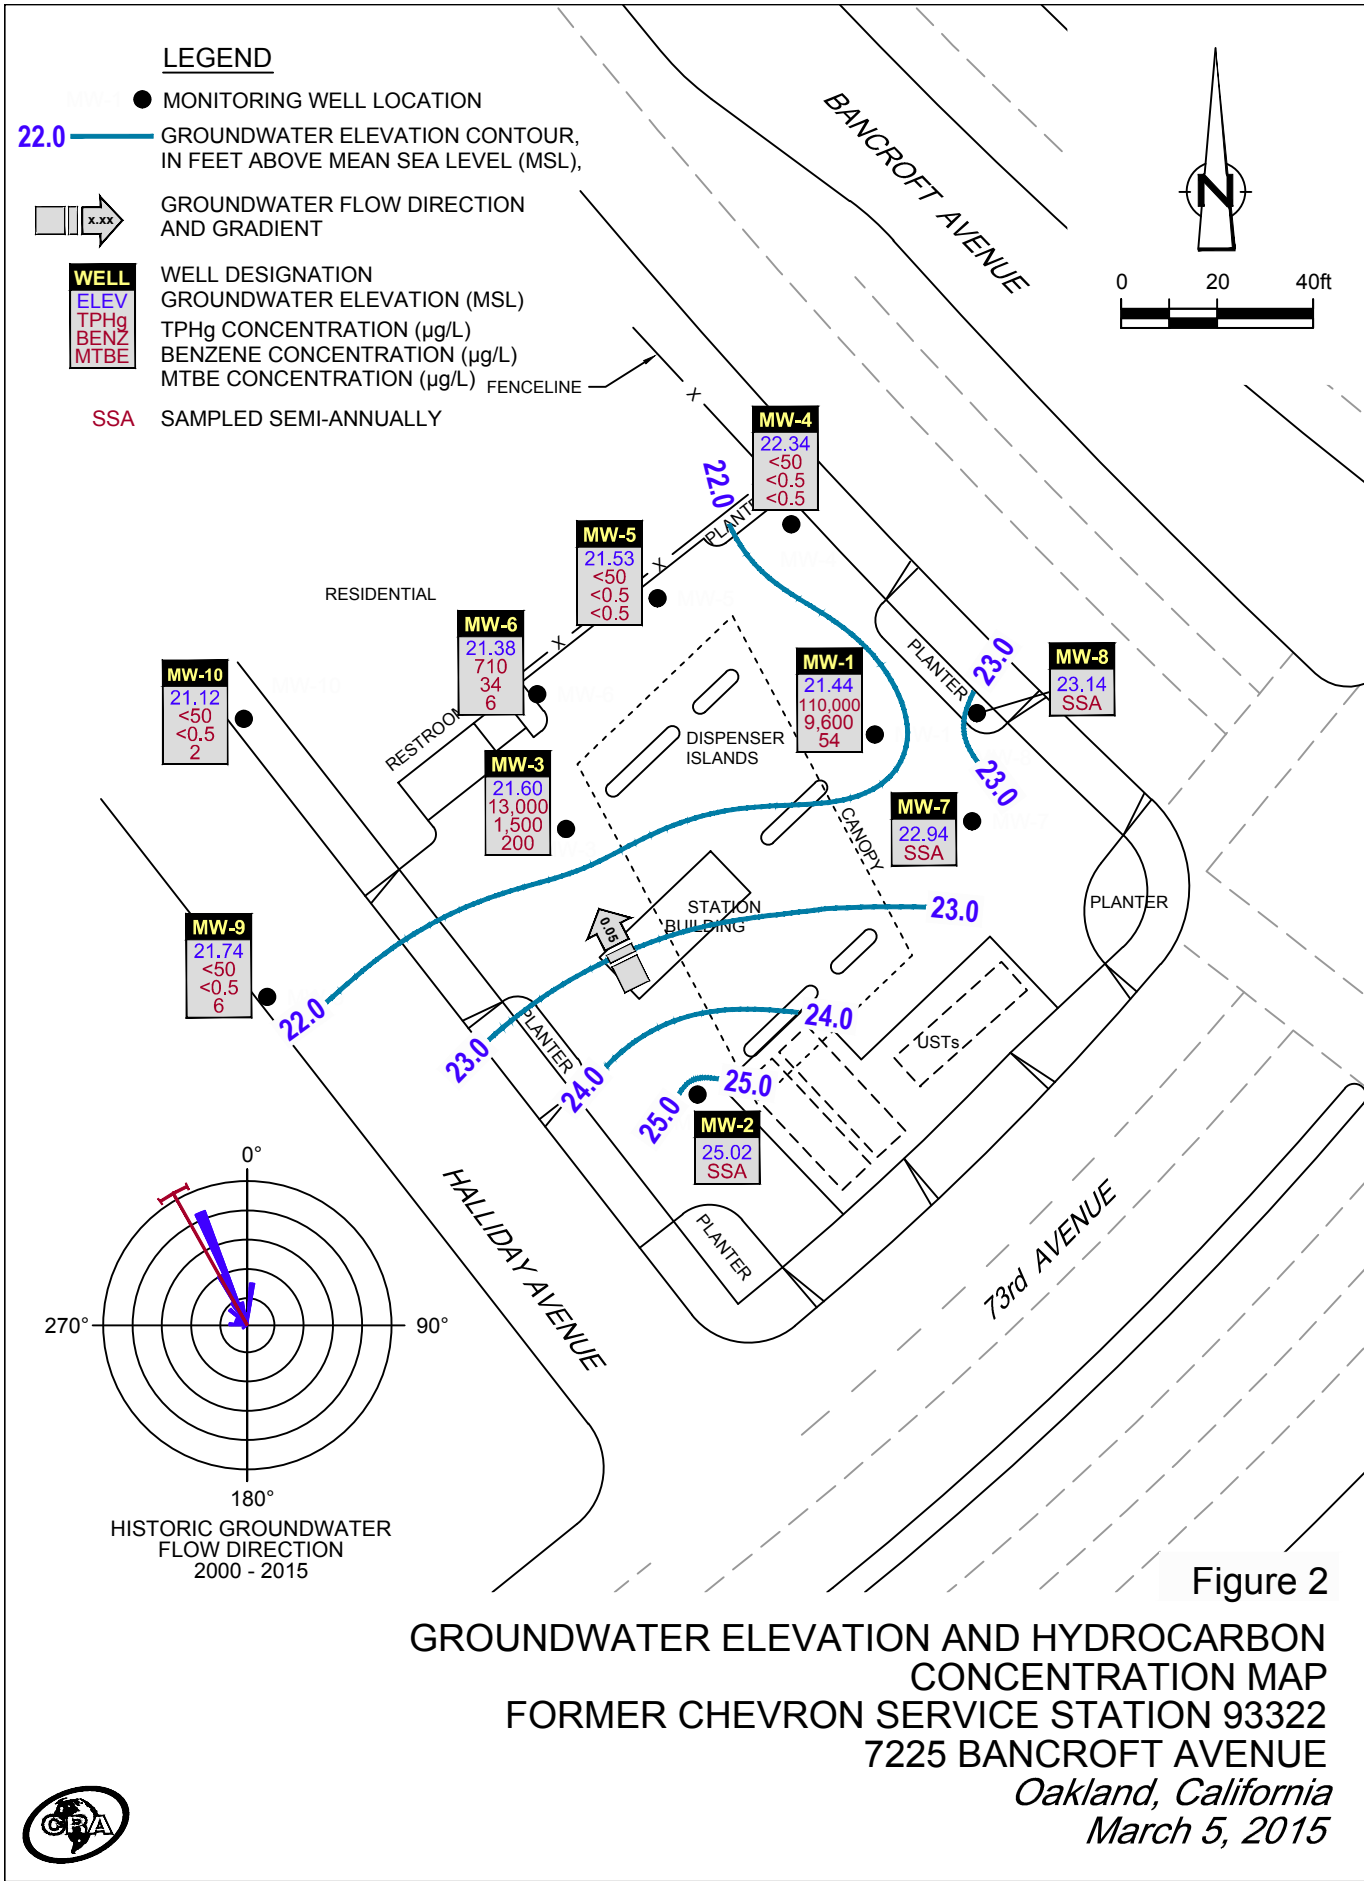 LEGEND
MONITORING WELL LOCATION
22.0
GROUNDWATER ELEVATION CONTOUR,
IN FEET ABOVE MEAN SEA LEVEL (MSL),
x.xx
GROUNDWATER FLOW DIRECTION
AND GRADIENT
WELL
WELL DESIGNATION
ELEV
GROUNDWATER ELEVATION (MSL)
TPHg
TPHg CONCENTRATION (µg/L)
BENZ
BENZENE CONCENTRATION (µg/L)
MTBE
MTBE CONCENTRATION (µg/L)
SSA
SAMPLED SEMI-ANNUALLY
FENCELINE
X
BANCROFT AVENUE
N
0 20 40ft
MW-4
22.34
<50
<0.5
<0.5
22.0
PLANTE
MW-5
21.53
<50
<0.5
<0.5
X
X
RESIDENTIAL
MW-6
21.38
710
34
6
MW-10
21.12
<50
<0.5
2
RESTROOM
MW-3
21.60
13,000
1,500
200
DISPENSER
ISLANDS
MW-1
21.44
110,000
9,600
54
PLANTER
23.0
MW-8
23.14
SSA
23.0
MW-7
22.94
SSA
CANOPY
PLANTER
STATION
BUILDING
23.0
0.05
MW-9
21.74
<50
<0.5
6
22.0
23.0
PLANTER
24.0
24.0
USTs
25.0
25.0
MW-2
25.02
SSA
PLANTER
HALLIDAY AVENUE
73rd AVENUE
0°
270°
90°
180°
HISTORIC GROUNDWATER
FLOW DIRECTION
2000 - 2015
Figure 2
GROUNDWATER ELEVATION AND HYDROCARBON
CONCENTRATION MAP
FORMER CHEVRON SERVICE STATION 93322
7225 BANCROFT AVENUE
Oakland, California
March 5, 2015
CRA